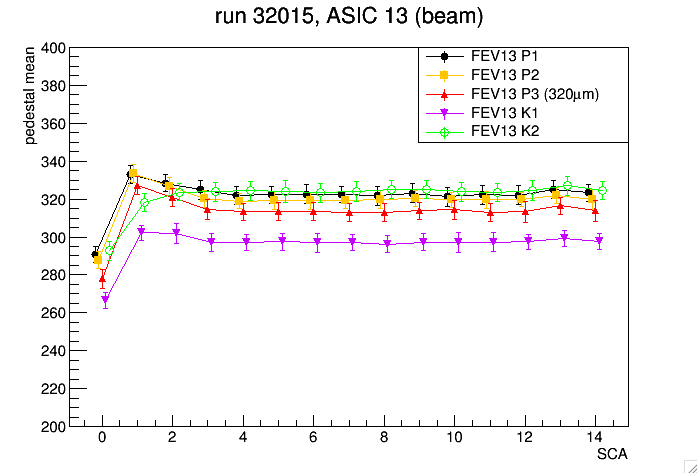 run 32015, ASIC 13 (beam)
pedestal mean
400
380
360
340
320
300
280
260
240
220
200
FEV13 P1
FEV13 P2
FEV13 P3 (320μm)
FEV13 K1
FEV13 K2
0 2 4 6 8 10 12 14
SCA